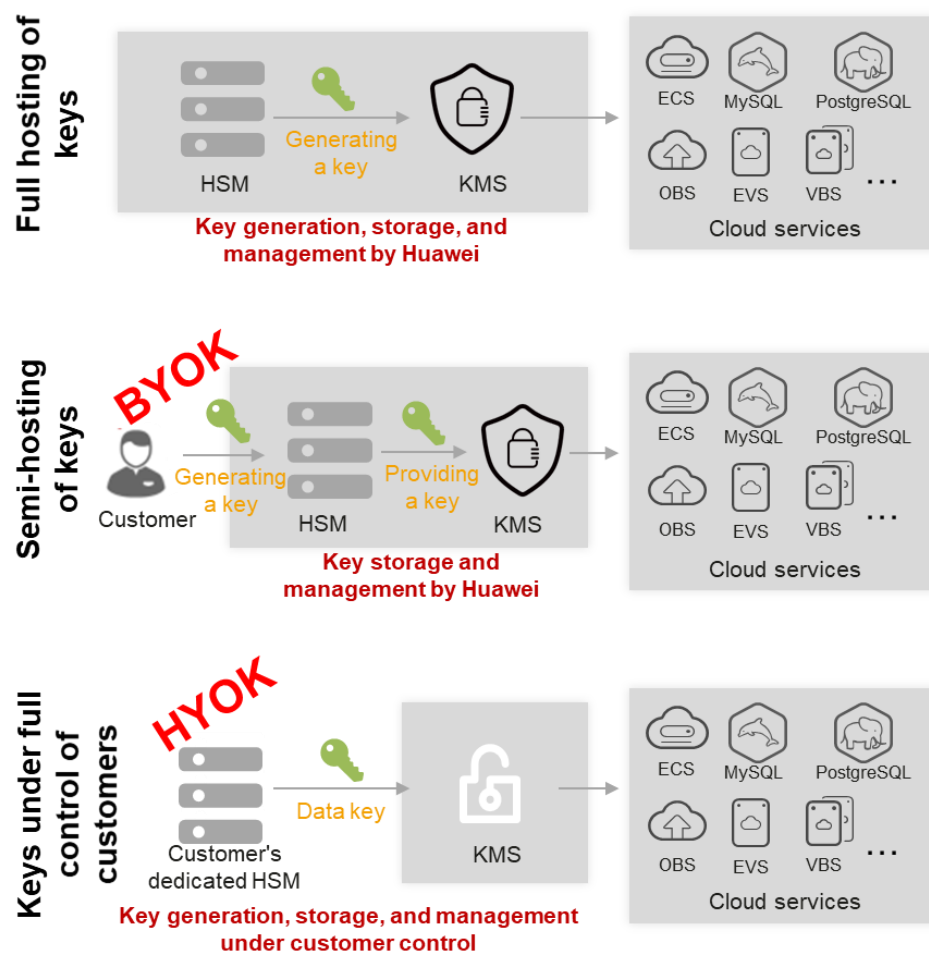 Full hosting of
keys
HSM
Generating
a key
KMS
Key generation, storage, and
management by Huawei
ECS
MySQL
PostgreSQL
OBS
EVS
VBS
...
Cloud services
Semi-hosting
of keys
BYOK
Customer
Generating
a key
HSM
Providing
a key
KMS
Key storage and
management by Huawei
ECS
MySQL
PostgreSQL
OBS
EVS
VBS
...
Cloud services
Keys under full
control of
customers
HYOK
Customer's
dedicated HSM
Data key
KMS
Key generation, storage, and management
under customer control
ECS
MySQL
PostgreSQL
OBS
EVS
VBS
...
Cloud services